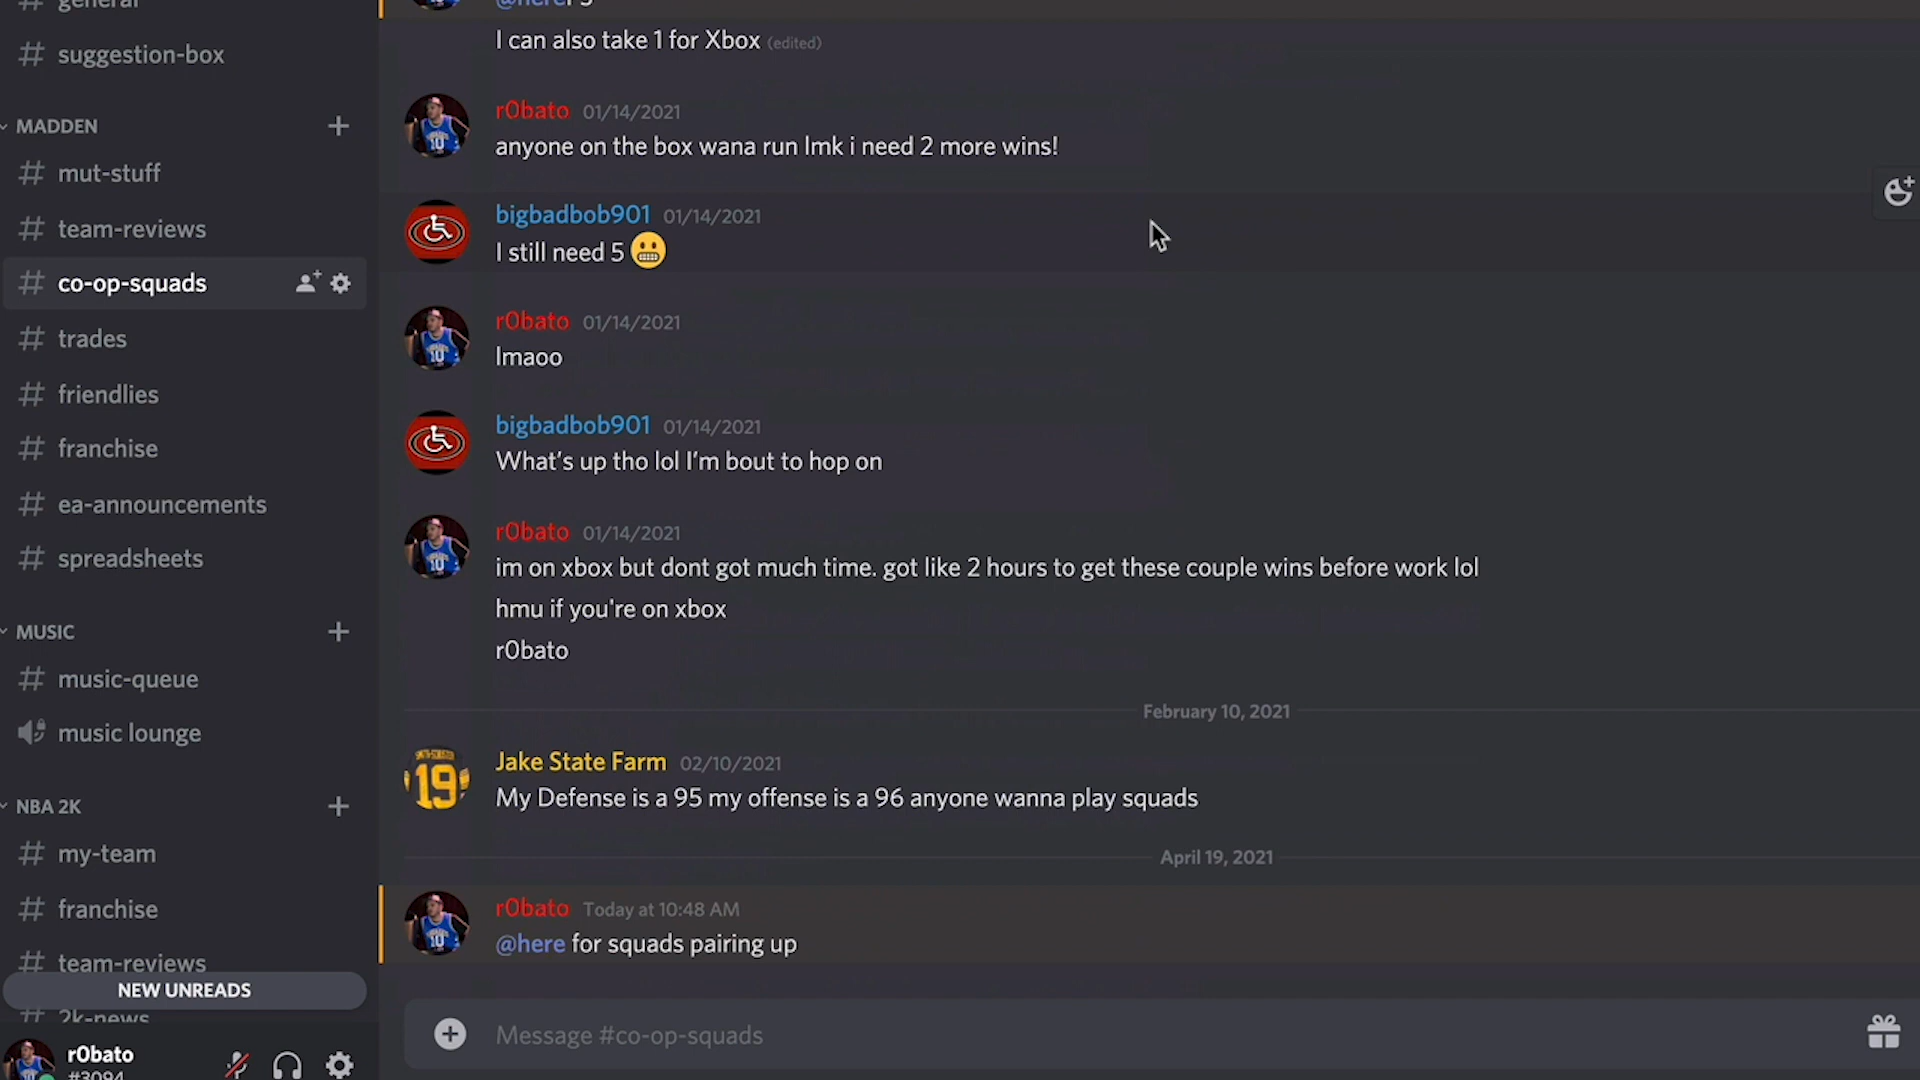 general
suggestion-box
MADDEN
mut-stuff
team-reviews
co-op-squads
trades
friendlies
franchise
ea-announcements
spreadsheets
MUSIC
music-queue
music lounge
NBA 2K
my-team
franchise
team-reviews
NEW UNREADS
2k-news
r0bato
#3094
I can also take 1 for Xbox (edited)
r0bato 01/14/2021
anyone on the box wana run lmk i need 2 more wins!
bigbadbob901 01/14/2021
I still need 5 😬
r0bato 01/14/2021
lmaoo
bigbadbob901 01/14/2021
What's up tho lol I'm bout to hop on
r0bato 01/14/2021
im on xbox but dont got much time. got like 2 hours to get these couple wins before work lol
hmu if you're on xbox
r0bato
February 10, 2021
SMITH-SCHUSTER
19
Jake State Farm 02/10/2021
My Defense is a 95 my offense is a 96 anyone wanna play squads
April 19, 2021
r0bato Today at 10:48 AM
@here for squads pairing up
Message #co-op-squads